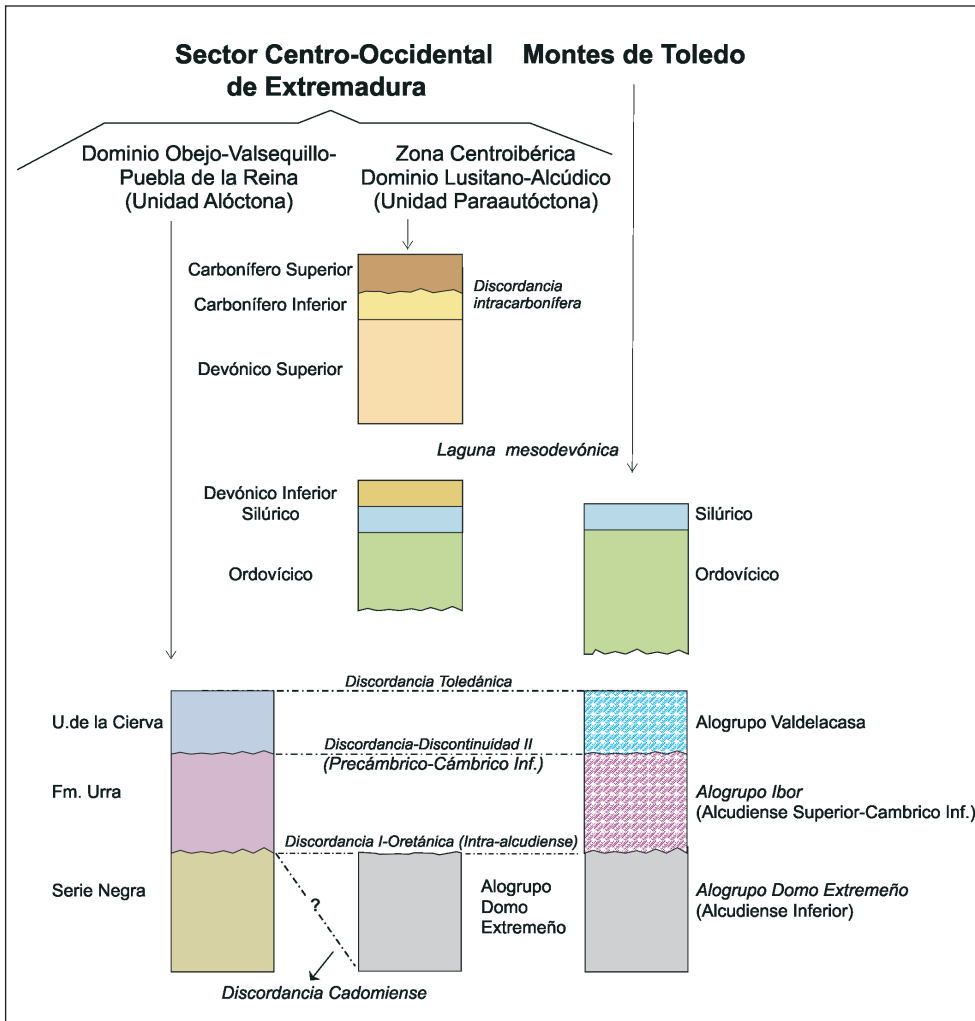 Sector Centro-Occidental
de Extremadura
Montes de Toledo
Dominio Obejo-Valsequillo-
Puebla de la Reina
(Unidad Alóctona)
Zona Centroibérica
Dominio Lusitano-Alcúdico
(Unidad Paraautóctona)
Carbonífero Superior
Carbonífero Inferior
Devónico Superior
Discordancia
intracarbonífera
Laguna mesodevónica
Devónico Inferior
Silúrico
Ordovícico
Silúrico
Ordovícico
Discordancia Toledánica
U.de la Cierva
Alogrupo Valdelacasa
Discordancia-Discontinuidad II
(Precámbrico-Cámbrico Inf.)
Fm. Urra
Alogrupo Ibor
(Alcudiense Superior-Cambrico Inf.)
Discordancia I-Oretánica (Intra-alcudiense)
Serie Negra
?
Alogrupo
Domo
Extremeño
Alogrupo Domo Extremeño
(Alcudiense Inferior)
Discordancia Cadomiense